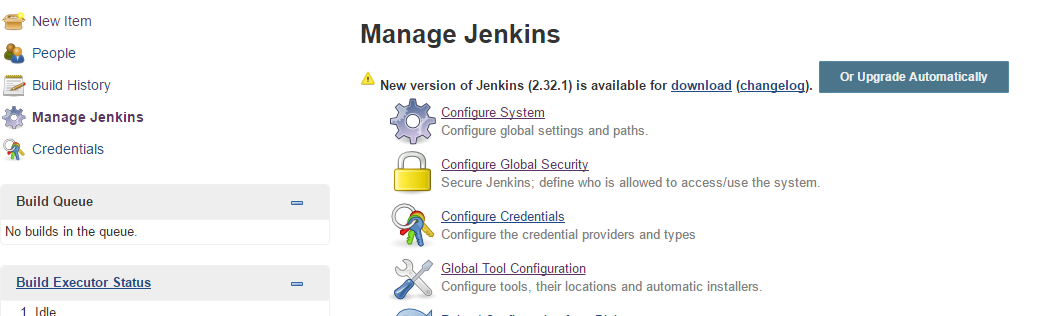 New Item
People
Build History
Manage Jenkins
Credentials
Build Queue
No builds in the queue.
Build Executor Status
1 Idle
Manage Jenkins
New version of Jenkins (2.32.1) is available for download (changelog).
Or Upgrade Automatically
Configure System
Configure global settings and paths.
Configure Global Security
Secure Jenkins; define who is allowed to access/use the system.
Configure Credentials
Configure the credential providers and types
Global Tool Configuration
Configure tools, their locations and automatic installers.